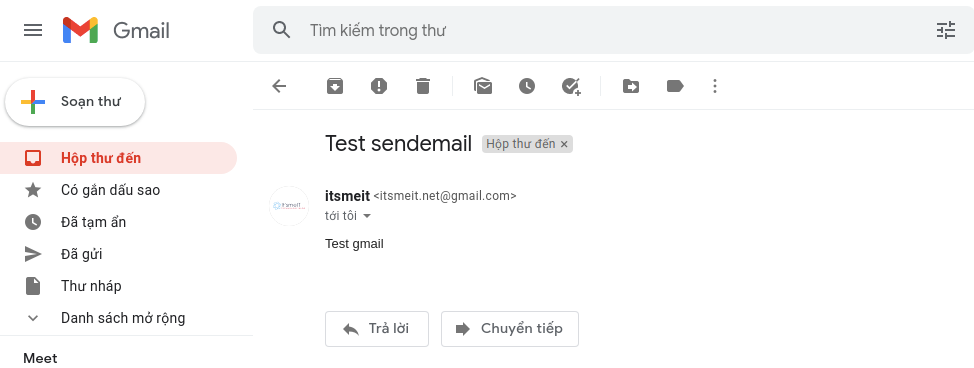 Gmail
Tìm kiếm trong thư
Soạn thư
Hộp thư đến
Có gắn dấu sao
Đã tạm ẩn
Đã gửi
Thư nháp
Danh sách mở rộng
Meet
Test sendemail Hộp thư đến ×
itsmeit <itsmeit.net@gmail.com>
tới tôi
Test gmail
Trả lời Chuyển tiếp